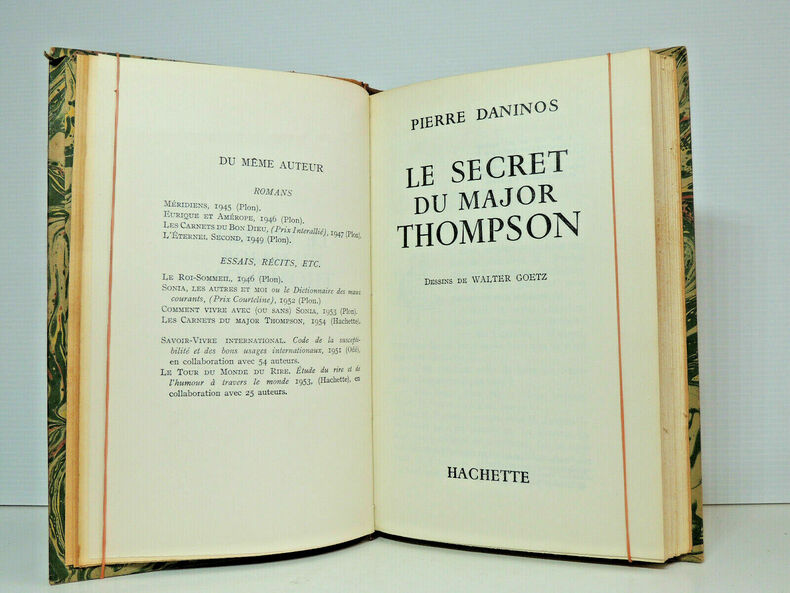 DU MÊME AUTEUR
ROMANS
MÉRIDIENS, 1945 (Plon).
EURIQUE ET AMÉROPE, 1946 (Plon).
LES CARNETS DU BON DIEU, (Prix Interallié), 1947 (Plon).
L'ÉTERNEL SECOND, 1949 (Plon).
ESSAIS, RÉCITS, ETC.
LE ROI-SOMMEIL, 1946 (Plon).
SONIA, LES AUTRES ET MOI ou le Dictionnaire des maux
courants, (Prix Courteline), 1952 (Plon.)
COMMENT VIVRE AVEC (OU SANS) SONIA, 1953 (Plon).
LES CARNETS DU MAJOR THOMPSON, 1954 (Hachette).
SAVOIR-VIVRE INTERNATIONAL. Code de la suscepti-
bilité et des bons usages internationaux, 1951 (Odé),
en collaboration avec 54 auteurs.
LE TOUR DU MONDE DU RIRE. Étude du rire et de
l'humour à travers le monde 1953, (Hachette), en
collaboration avec 25 auteurs.
PIERRE DANINOS
LE SECRET
DU MAJOR
THOMPSON
DESSINS DE WALTER GOETZ
HACHETTE